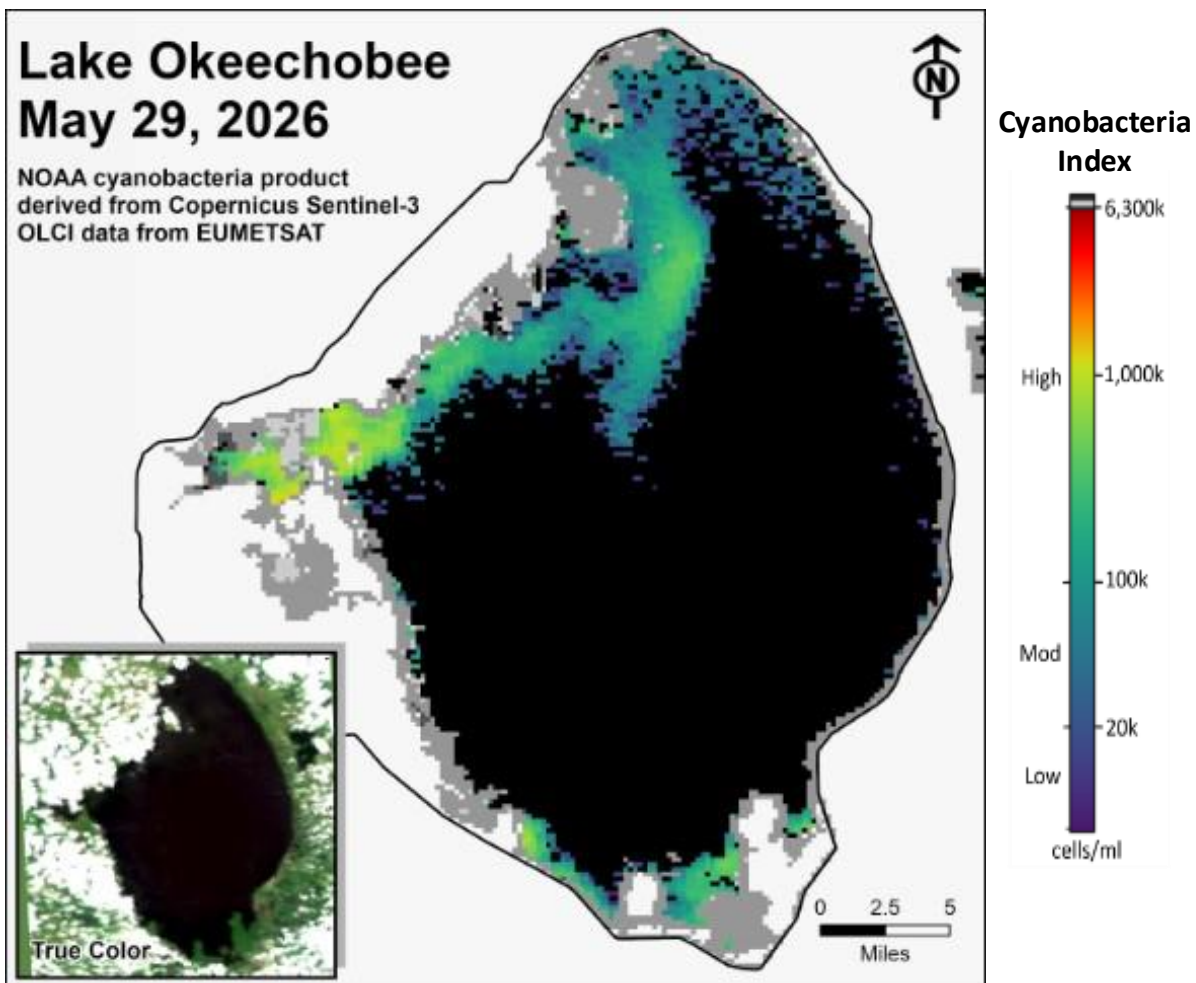 Lake Okeechobee
May 29, 2026
NOAA cyanobacteria product
derived from Copernicus Sentinel-3
OLCI data from EUMETSAT
N
Cyanobacteria
Index
6,300k
High
1,000k
100k
Mod
20k
Low
cells/ml
True Color
0 2.5 5
Miles